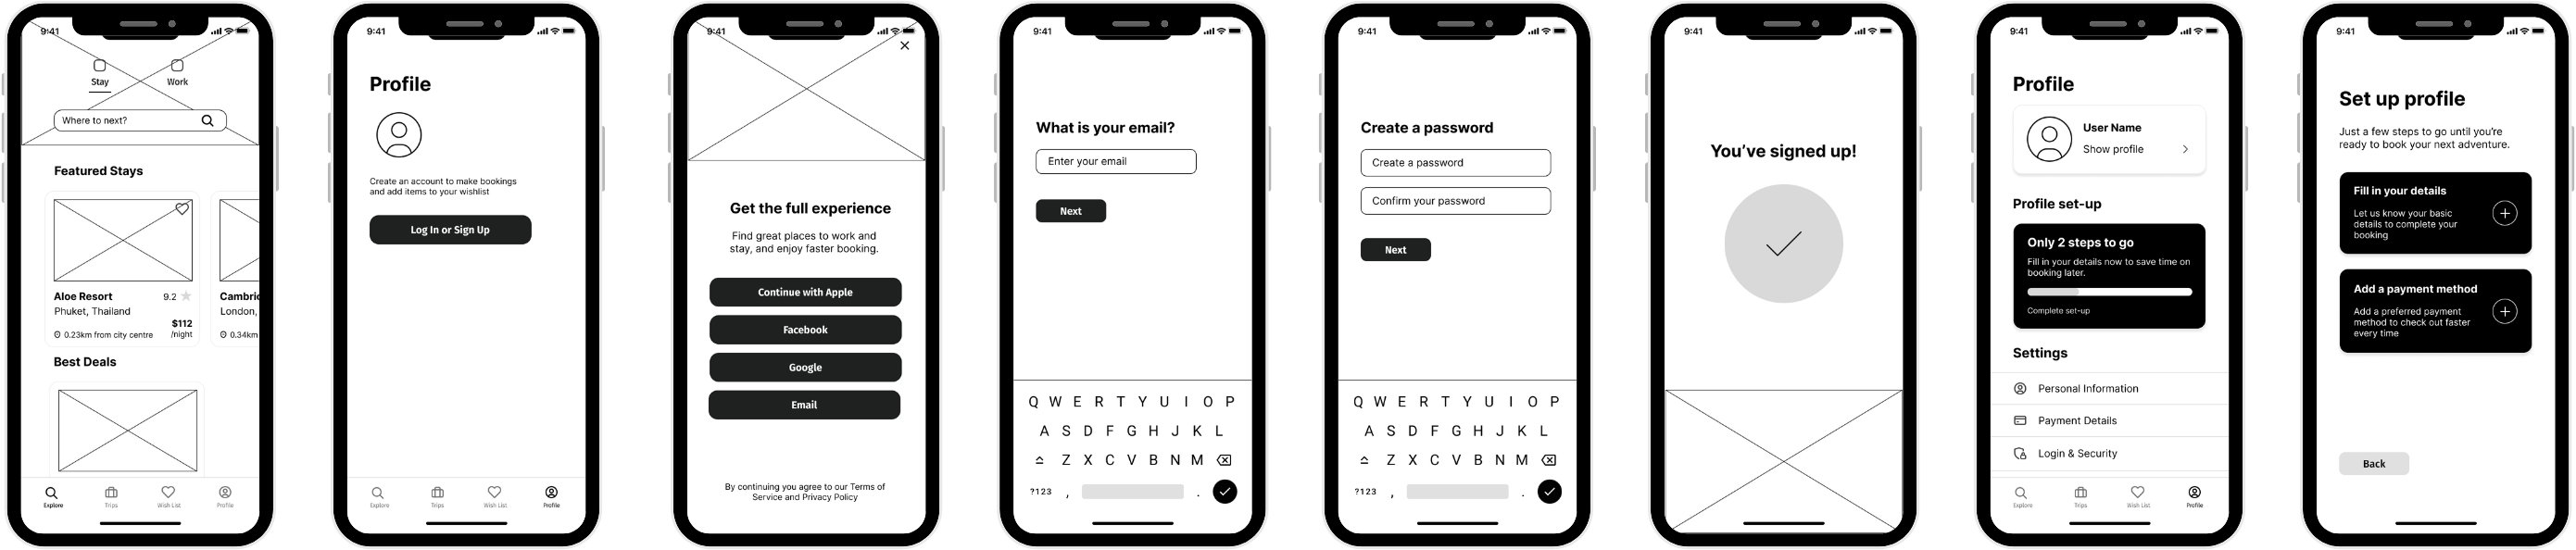 9:41
Stay
Work
Where to next?
Featured Stays
Aloe Resort
9.2
Phuket, Thailand
$112
0.23km from city centre
/night
Cambric
London,
0.34km
Best Deals
Explore
Trips
Wish List
Profile
9:41
Profile
Create an account to make bookings
and add items to your wishlist
Log In or Sign Up
Explore
Trips
Wish List
Profile
9:41
Get the full experience
Find great places to work and
stay, and enjoy faster booking.
Continue with Apple
Facebook
Google
Email
By continuing you agree to our Terms of
Service and Privacy Policy
9:41
What is your email?
Enter your email
Next
Q W E R T Y U I O P
A S D F G H J K L
Z X C V B N M
?123 , .
9:41
Create a password
Create a password
Confirm your password
Next
Q W E R T Y U I O P
A S D F G H J K L
Z X C V B N M
?123 , .
9:41
You’ve signed up!
9:41
Profile
User Name
Show profile
Profile set-up
Only 2 steps to go
Fill in your details now to save time on
booking later.
Complete set-up
Settings
Personal Information
Payment Details
Login & Security
Explore
Trips
Wish List
Profile
9:41
Set up profile
Just a few steps to go until you’re
ready to book your next adventure.
Fill in your details
Let us know your basic
details to complete your
booking
Add a payment method
Add a preferred payment
method to check out faster
every time
Back